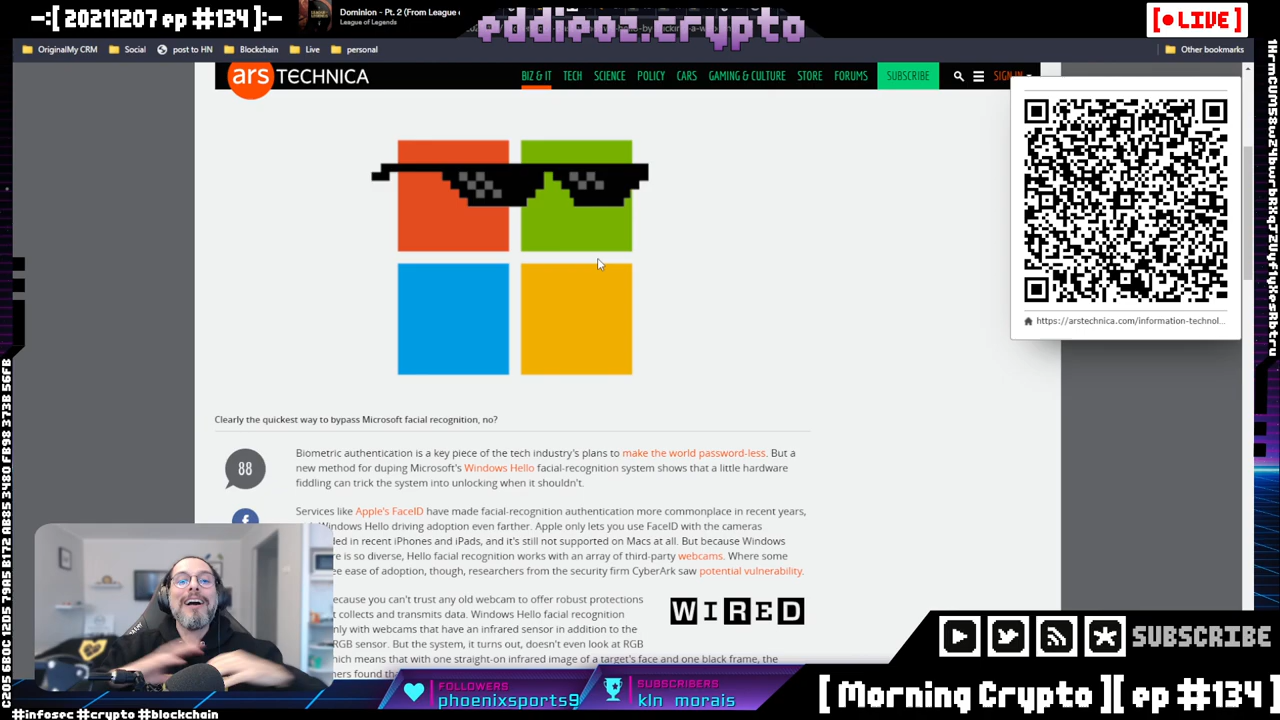 —:[ 20211207 ep #134 ]:—
Dominion - Pt. 2 (From League o
League of Legends
eddieoz.crypto
[ LIVE ]
OriginalMy CRM
Social
post to HN
Blockchain
Live
personal
Other bookmarks
ars TECHNICA
BIZ & IT
TECH
SCIENCE
POLICY
CARS
GAMING & CULTURE
STORE
FORUMS
SUBSCRIBE
SIGN IN
https://arstechnica.com/information-technol...
Clearly the quickest way to bypass Microsoft facial recognition, no?
88
Biometric authentication is a key piece of the tech industry's plans to make the world password-less. But a
new method for duping Microsoft's Windows Hello facial-recognition system shows that a little hardware
fiddling can trick the system into unlocking when it shouldn't.
Services like Apple's FaceID have made facial-recognition authentication more commonplace in recent years,
Windows Hello driving adoption even farther. Apple only lets you use FaceID with the cameras
led in recent iPhones and iPads, and it's still not supported on Macs at all. But because Windows
re is so diverse, Hello facial recognition works with an array of third-party webcams. Where some
ee ease of adoption, though, researchers from the security firm CyberArk saw potential vulnerability.
ecause you can't trust any old webcam to offer robust protections
t collects and transmits data. Windows Hello facial recognition
nly with webcams that have an infrared sensor in addition to the
RGB sensor. But the system, it turns out, doesn't even look at RGB
hich means that with one straight-on infrared image of a target's face and one black frame, the
hers found tha
WIRED
SUBSCRIBE
FOLLOWERS
phoenixsports9
SUBSCRIBERS
kln morais
[ Morning Crypto ][ ep #134 ]
#infosec #crypto #blockchain